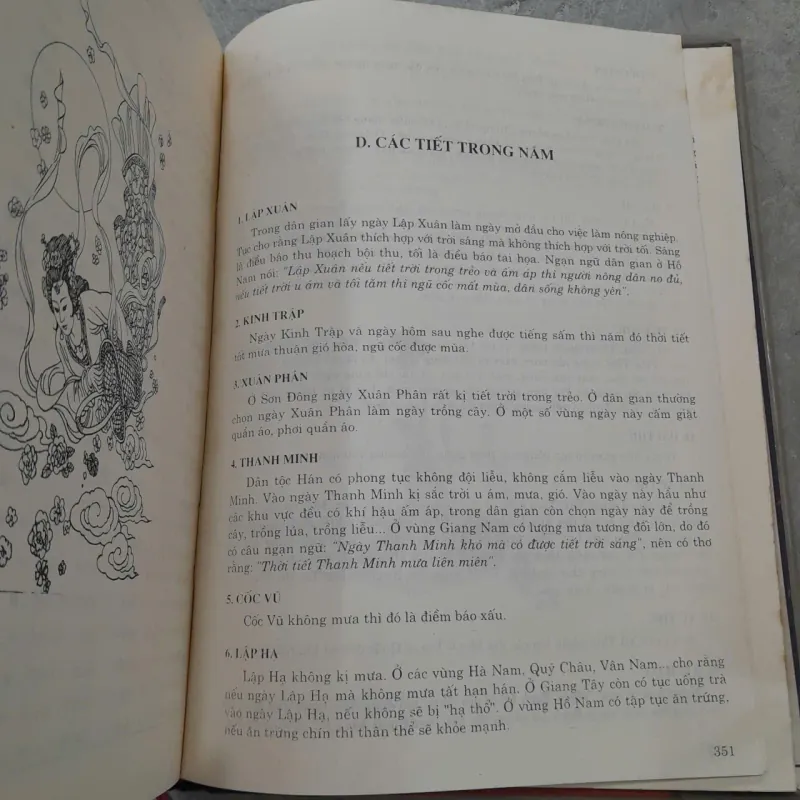 D. CÁC TIẾT TRONG NĂM
1. LẬP XUÂN
Trong dân gian lấy ngày Lập Xuân làm ngày mở đầu cho việc làm nông nghiệp.
Tục cho rằng Lập Xuân thích hợp với trời sáng mà không thích hợp với trời tối. Sáng
là điều báo thu hoạch bội thu, tối là điều báo tai họa. Ngạn ngữ dân gian ở Hồ
Nam nói: "Lập Xuân nếu tiết trời trong trẻo và ấm áp thì người nông dân no đủ,
nếu tiết trời u ám và tối tăm thì ngũ cốc mất mùa, dân sống không yên".
2. KINH TRẬP
Ngày Kinh Trập và ngày hôm sau nghe được tiếng sấm thì năm đó thời tiết
tốt mưa thuận gió hòa, ngũ cốc được mùa.
3. XUÂN PHÂN
Ở Sơn Đông ngày Xuân Phân rất kị tiết trời trong trẻo. Ở dân gian thường
chọn ngày Xuân Phân làm ngày trồng cây. Ở một số vùng ngày này cấm giặt
quần áo, phơi quần áo.
4. THANH MINH
Dân tộc Hán có phong tục không đội liễu, không cắm liễu vào ngày Thanh
Minh. Vào ngày Thanh Minh kị sắc trời u ám, mưa, gió. Vào ngày này hầu như
các khu vực đều có khí hậu ấm áp, trong dân gian còn chọn ngày này để trồng
cây, trồng lúa, trồng liễu... Ở vùng Giang Nam có lượng mưa tương đối lớn, do đó
có câu ngạn ngữ: "Ngày Thanh Minh khó mà có được tiết trời sáng", nên có thơ
rằng: "Thời tiết Thanh Minh mưa liên miên".
5. CỐC VŨ
Cốc Vũ không mưa thì đó là điềm báo xấu.
6. LẬP HẠ
Lập Hạ không kị mưa. Ở các vùng Hà Nam, Quý Châu, Vân Nam... cho rằng
nếu ngày Lập Hạ mà không mưa tất hạn hán. Ở Giang Tây còn có tục uống trà
vào ngày Lập Hạ, nếu không sẽ bị "hạ thổ". Ở vùng Hồ Nam có tập tục ăn trứng,
nếu ăn trứng chín thì thân thể sẽ khỏe mạnh.
351